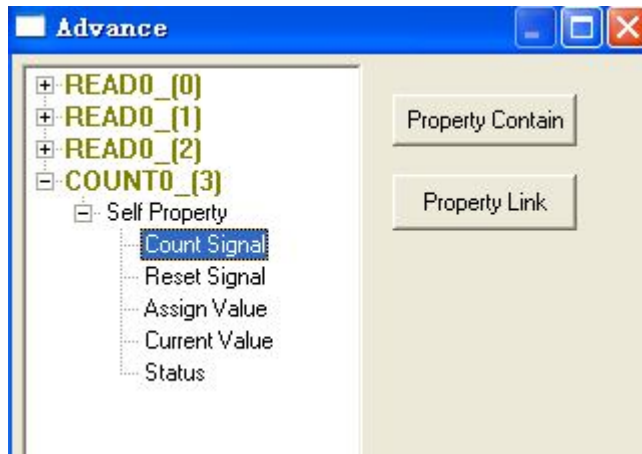 Advance
READ0_(0)
READ0_(1)
READ0_(2)
COUNT0_(3)
Self Property
Count Signal
Reset Signal
Assign Value
Current Value
Status
Property Contain
Property Link